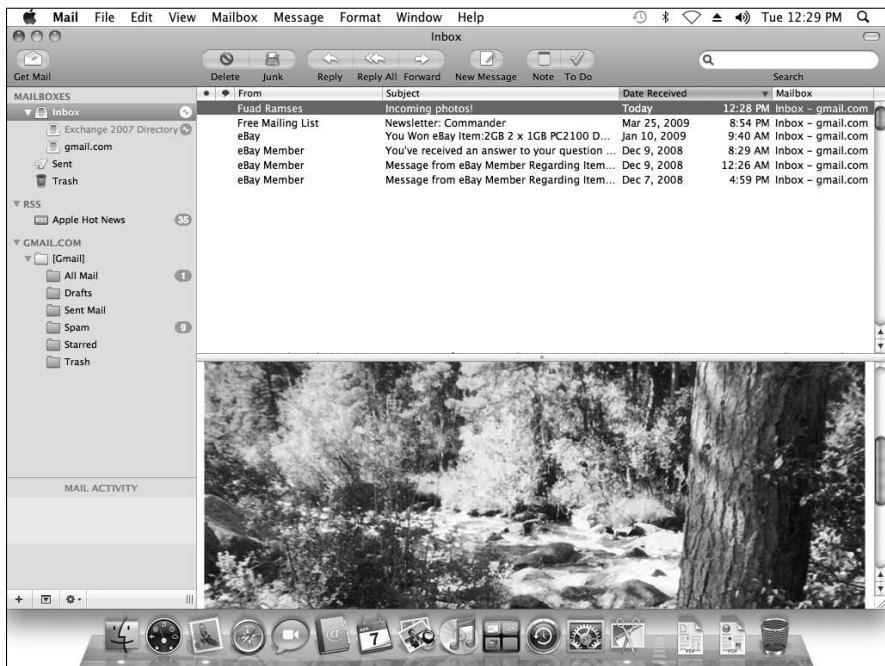 Mail File Edit View Mailbox Message Format Window Help Tue 12:29 PM
Inbox
Get Mail Delete Junk Reply Reply All Forward New Message Note To Do Search
MAILBOXES
Inbox
Exchange 2007 Directory
gmail.com
Sent
Trash
RSS
Apple Hot News 35
GMAIL.COM
[Gmail]
All Mail 1
Drafts
Sent Mail
Spam 9
Starred
Trash
MAIL ACTIVITY
From Subject Date Received Mailbox
Fuad Ramses Incoming photos! Today 12:28 PM Inbox - gmail.com
Free Mailing List Newsletter: Commander Mar 25, 2009 8:54 PM Inbox - gmail.com
eBay You Won eBay Item:2GB 2 x 1GB PC2100 D... Jan 10, 2009 9:40 AM Inbox - gmail.com
eBay Member You've received an answer to your question ... Dec 9, 2008 8:29 AM Inbox - gmail.com
eBay Member Message from eBay Member Regarding Item... Dec 9, 2008 12:26 AM Inbox - gmail.com
eBay Member Message from eBay Member Regarding Item... Dec 7, 2008 4:59 PM Inbox - gmail.com
7
PDF PDF